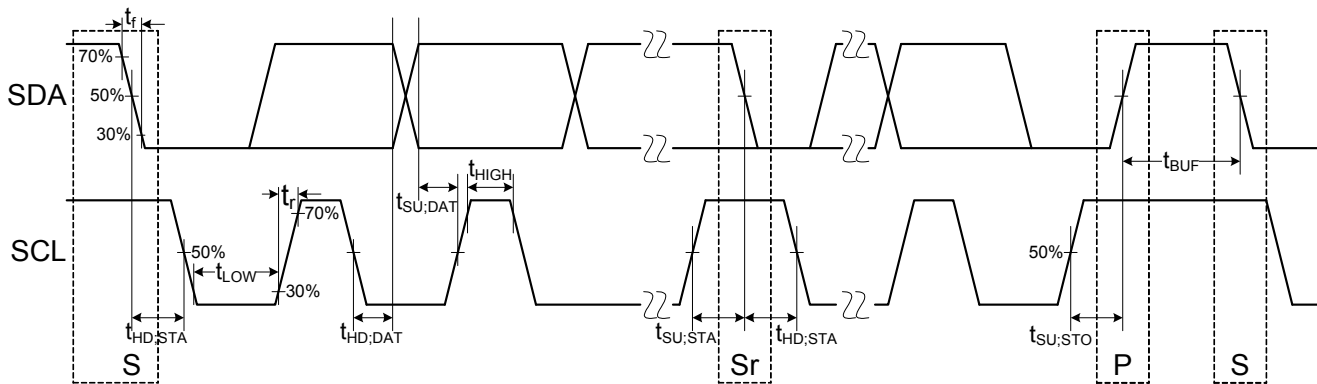 t_f
70%
SDA
50%
30%
t_HIGH
t_BUF
t_r
t_SU;DAT
70%
SCL
50%
50%
t_LOW
30%
t_HD;STA
t_HD;DAT
t_SU;STA
t_HD;STA
t_SU;STO
S
Sr
P
S